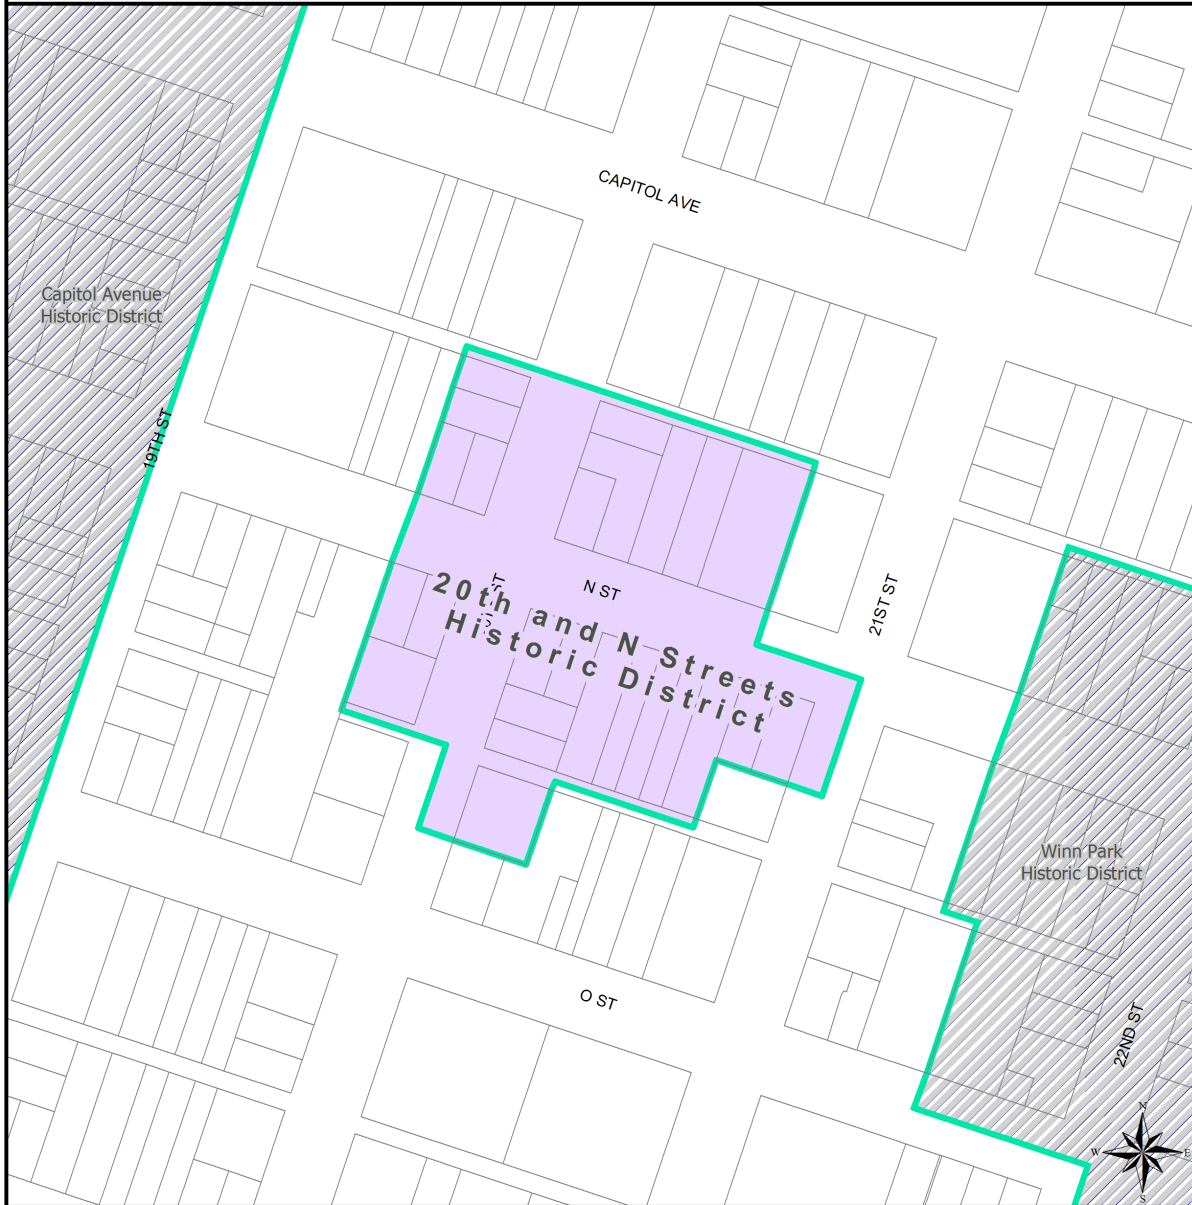 CAPITOL AVE
Capitol Avenue
Historic District
19TH ST
N ST
20th and N Streets
Historic District
21ST ST
Winn Park
Historic District
O ST
22ND ST
N
W
E
S